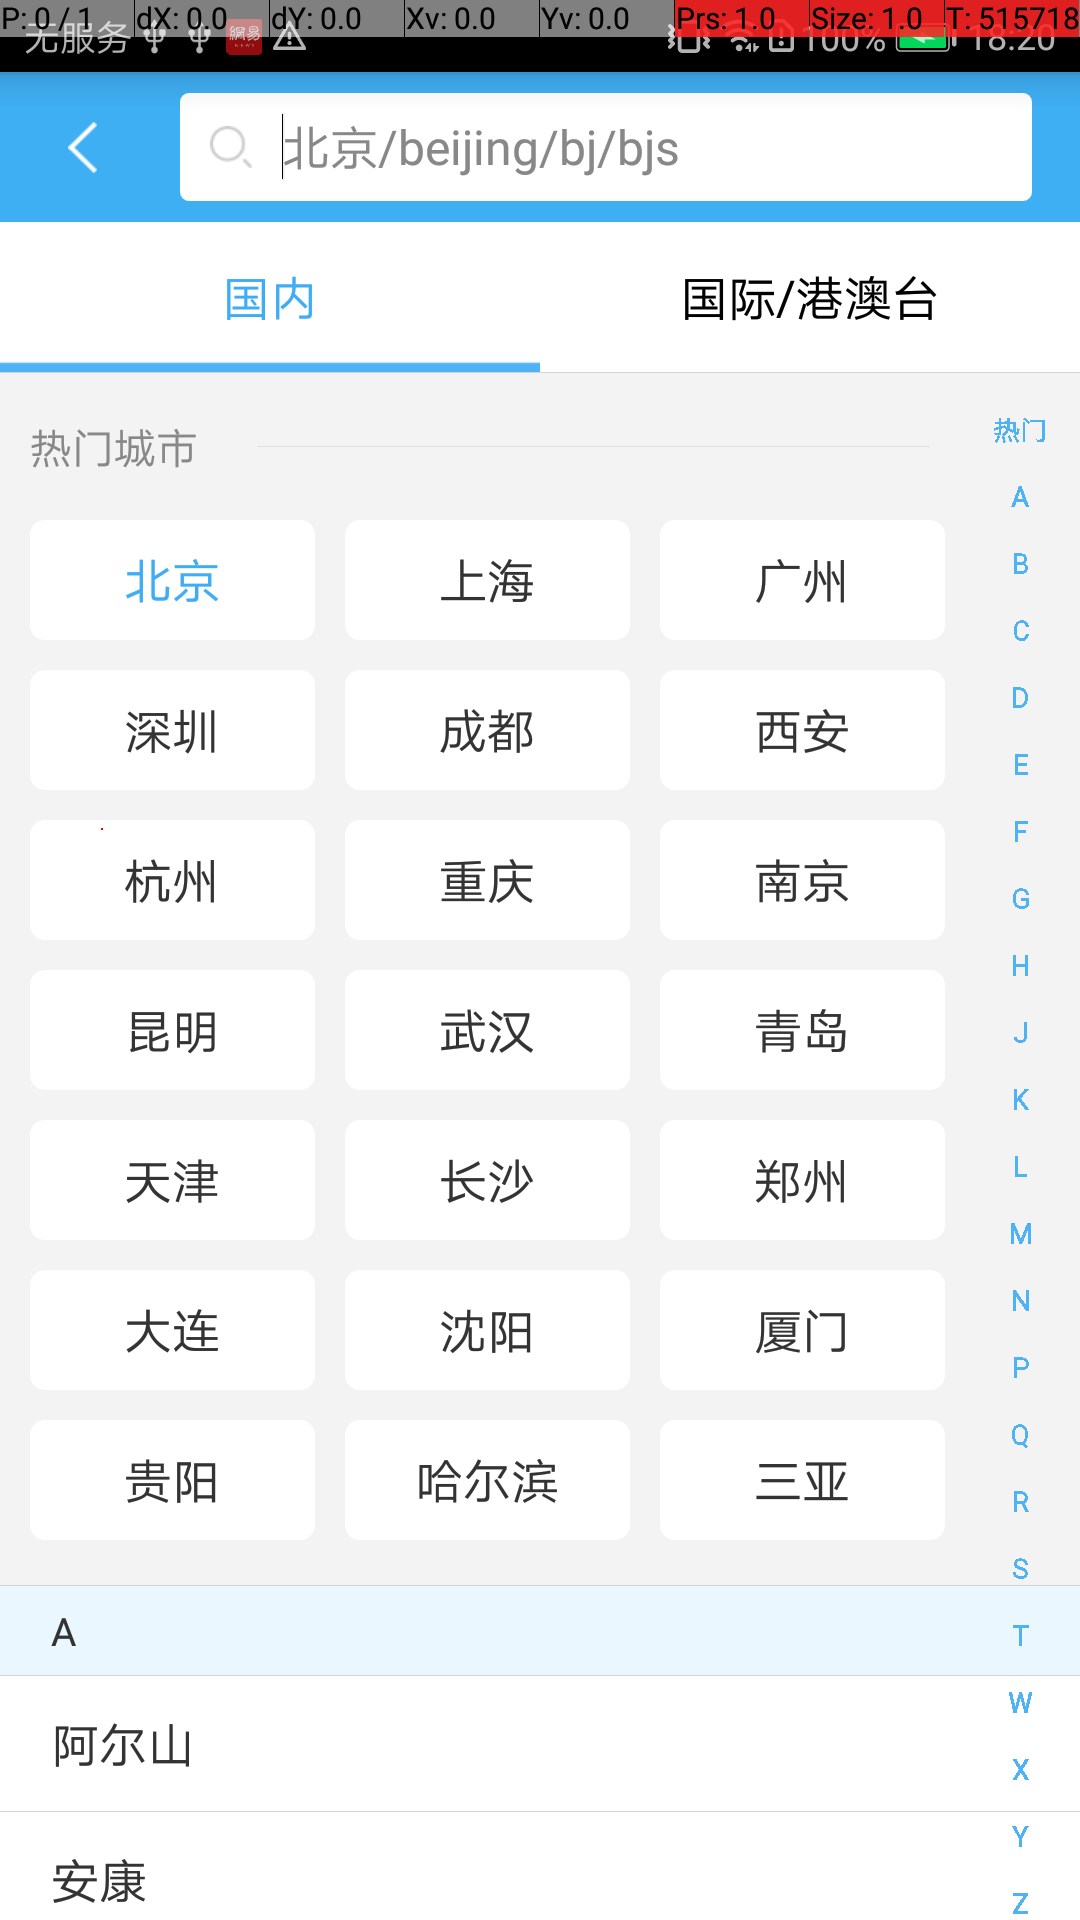 P: 0 / 1 dX: 0.0 dY: 0.0 Xv: 0.0 Yv: 0.0 Prs: 1.0 Size: 1.0 T: 515718
无服务 網易 NEWS 100% 18:20
北京/beijing/bj/bjs
国内 国际/港澳台
热门城市
热门
A
B
C
D
E
F
G
H
J
K
L
M
N
P
Q
R
S
T
W
X
Y
Z
北京 上海 广州
深圳 成都 西安
杭州 重庆 南京
昆明 武汉 青岛
天津 长沙 郑州
大连 沈阳 厦门
贵阳 哈尔滨 三亚
A
阿尔山
安康